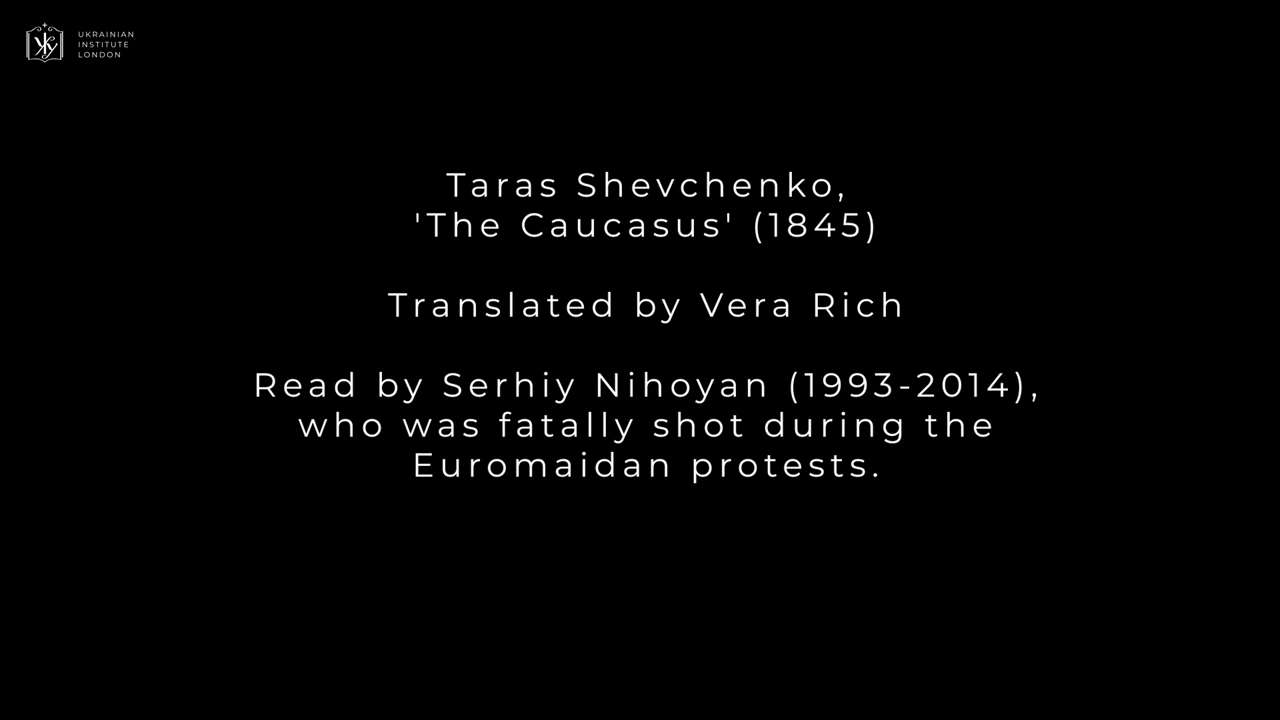 UKRAINIAN
INSTITUTE
LONDON
Taras Shevchenko,
'The Caucasus' (1845)
Translated by Vera Rich
Read by Serhiy Nihoyan (1993-2014),
who was fatally shot during the
Euromaidan protests.